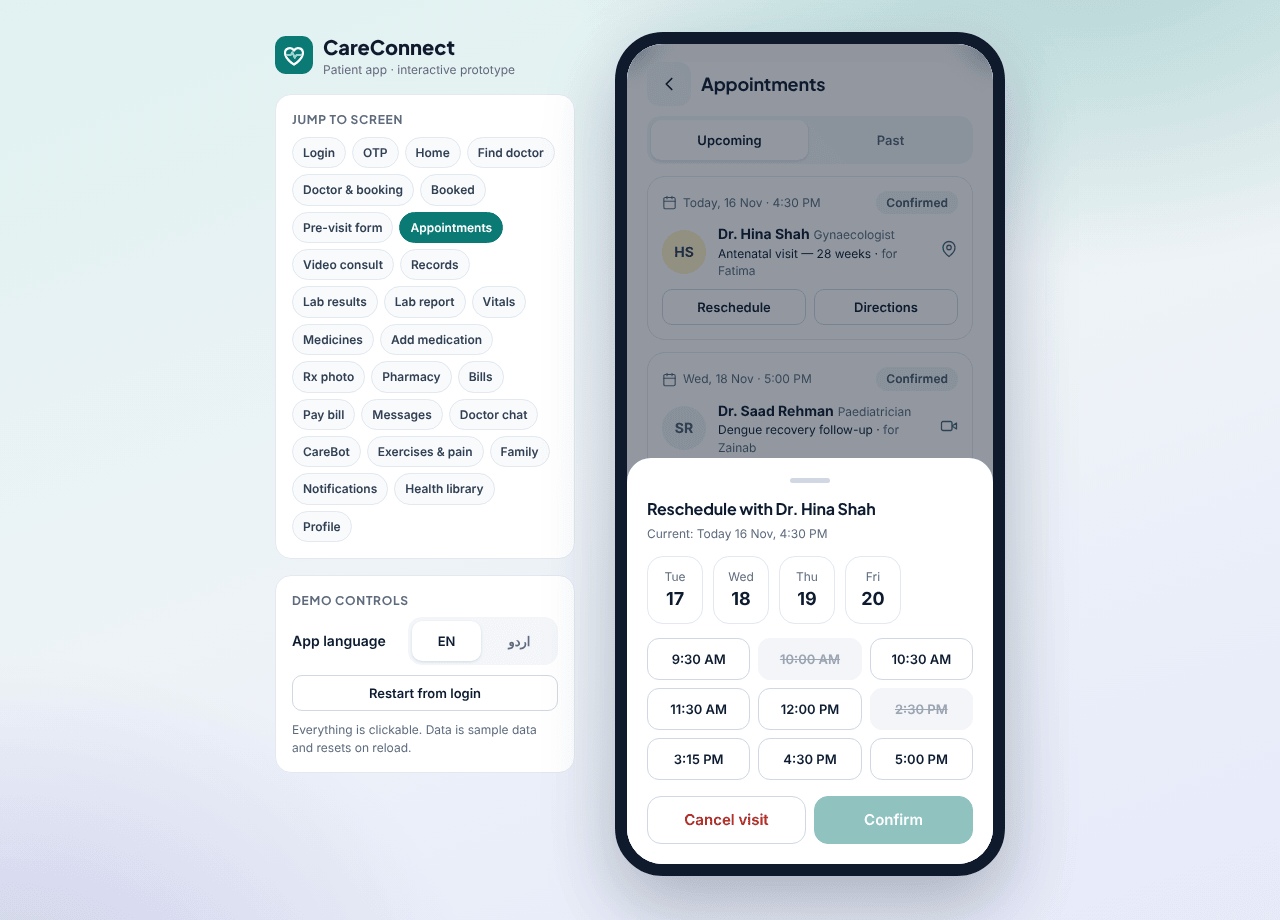 CareConnect
Patient app · interactive prototype
JUMP TO SCREEN
Login
OTP
Home
Find doctor
Doctor & booking
Booked
Pre-visit form
Appointments
Video consult
Records
Lab results
Lab report
Vitals
Medicines
Add medication
Rx photo
Pharmacy
Bills
Pay bill
Messages
Doctor chat
CareBot
Exercises & pain
Family
Notifications
Health library
Profile
DEMO CONTROLS
App language
EN
اردو
Restart from login
Everything is clickable. Data is sample data
and resets on reload.
Appointments
Upcoming
Past
Today, 16 Nov · 4:30 PM
Confirmed
HS
Dr. Hina Shah Gynaecologist
Antenatal visit — 28 weeks · for
Fatima
Reschedule
Directions
Wed, 18 Nov · 5:00 PM
Confirmed
SR
Dr. Saad Rehman Paediatrician
Dengue recovery follow-up · for
Zainab
Reschedule with Dr. Hina Shah
Current: Today 16 Nov, 4:30 PM
Tue
17
Wed
18
Thu
19
Fri
20
9:30 AM
10:00 AM
10:30 AM
11:30 AM
12:00 PM
2:30 PM
3:15 PM
4:30 PM
5:00 PM
Cancel visit
Confirm